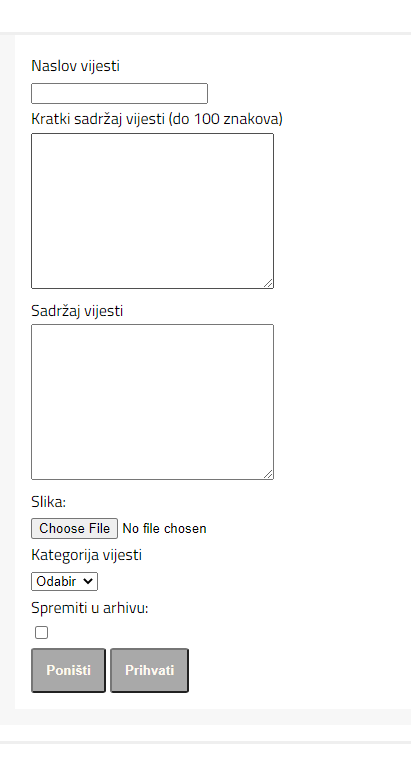 Naslov vijesti
Kratki sadržaj vijesti (do 100 znakova)
Sadržaj vijesti
Slika:
Choose File No file chosen
Kategorija vijesti
Odabir
Spremiti u arhivu:
Poništi Prihvati